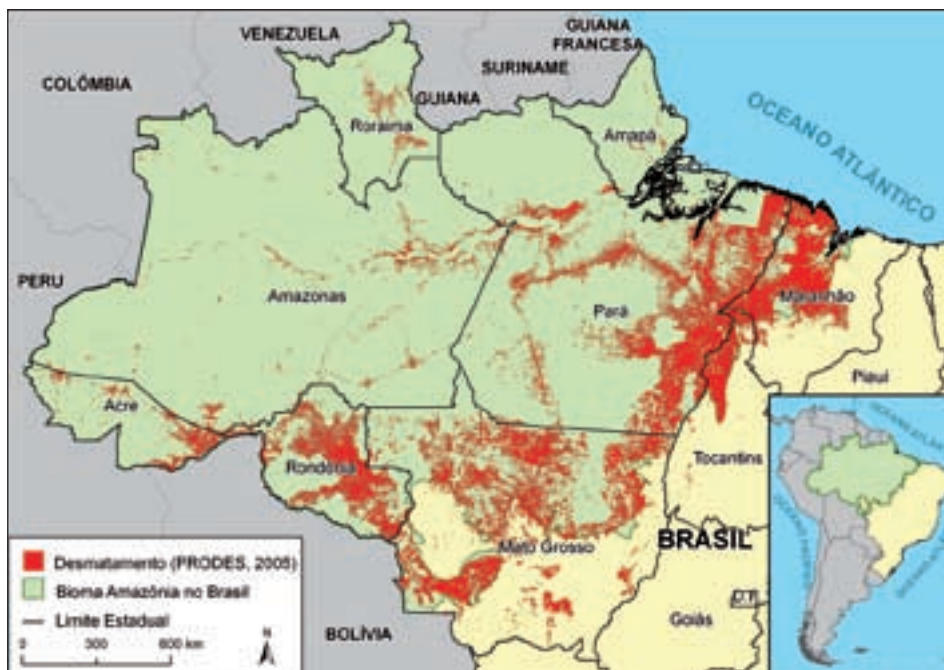 VENEZUELA
GUIANA
FRANCESA
SURINAME
COLÔMBIA
GUIANA
Roraima
Amapá
OCEANO ATLÂNTICO
PERU
Amazonas
Pará
Maranhão
Piauí
Acre
Rondônia
Tocantins
Mato Grosso
BRASIL
D.F.
Goiás
BOLÍVIA
Desmatamento (PRODES, 2005)
Bioma Amazônia no Brasil
Limite Estadual
0 300 600 km
N